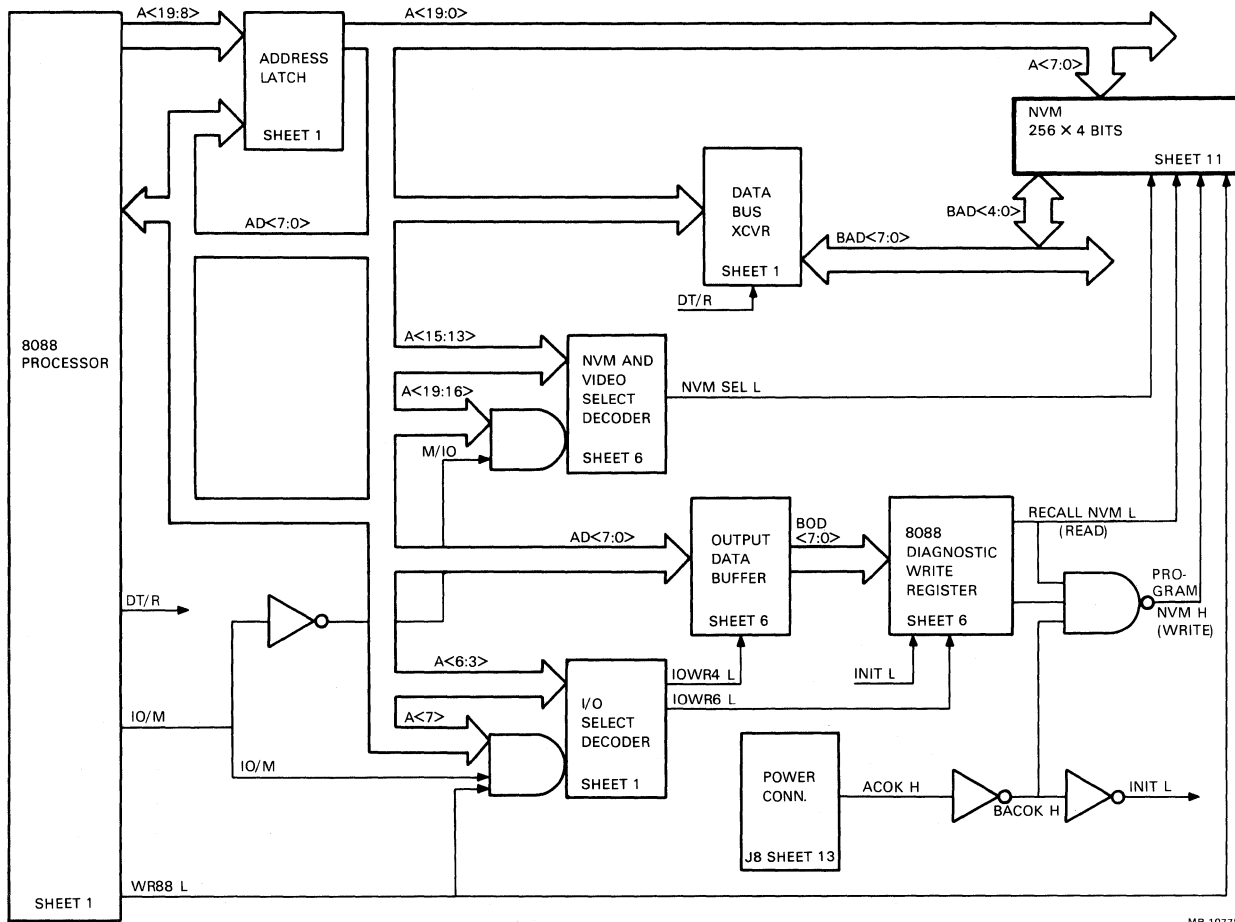 A<19:8>
A<19:0>
ADDRESS
LATCH
SHEET 1
A<7:0>
NVM
256 X 4 BITS
SHEET 11
DATA
BUS
XCVR
SHEET 1
BAD<4:0>
AD<7:0>
BAD<7:0>
DT/R
8088
PROCESSOR
A<15:13>
NVM AND
VIDEO
SELECT
DECODER
SHEET 6
A<19:16>
NVM SEL L
M/IO
AD<7:0>
OUTPUT
DATA
BUFFER
SHEET 6
BOD
<7:0>
8088
DIAGNOSTIC
WRITE
REGISTER
SHEET 6
RECALL NVM L
(READ)
PRO-
GRAM
NVM H
(WRITE)
DT/R
A<6:3>
IOWR4 L
INIT L
IOWR6 L
I/O
SELECT
DECODER
SHEET 1
A<7>
IO/M
IO/M
POWER
CONN.
J8 SHEET 13
ACOK H
BACOK H
INIT L
WR88 L
SHEET 1